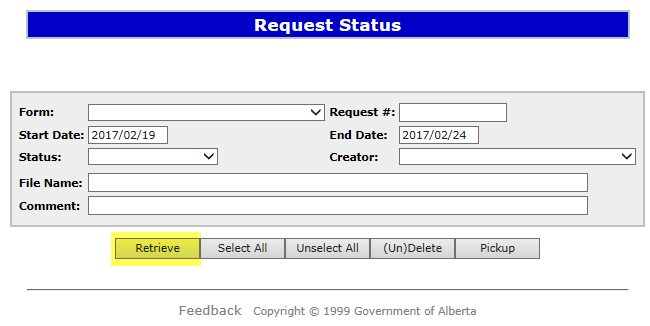 Request Status
Form: Request #:
Start Date: 2017/02/19 End Date: 2017/02/24
Status: Creator:
File Name:
Comment:
Retrieve Select All Unselect All (Un)Delete Pickup
Feedback Copyright © 1999 Government of Alberta